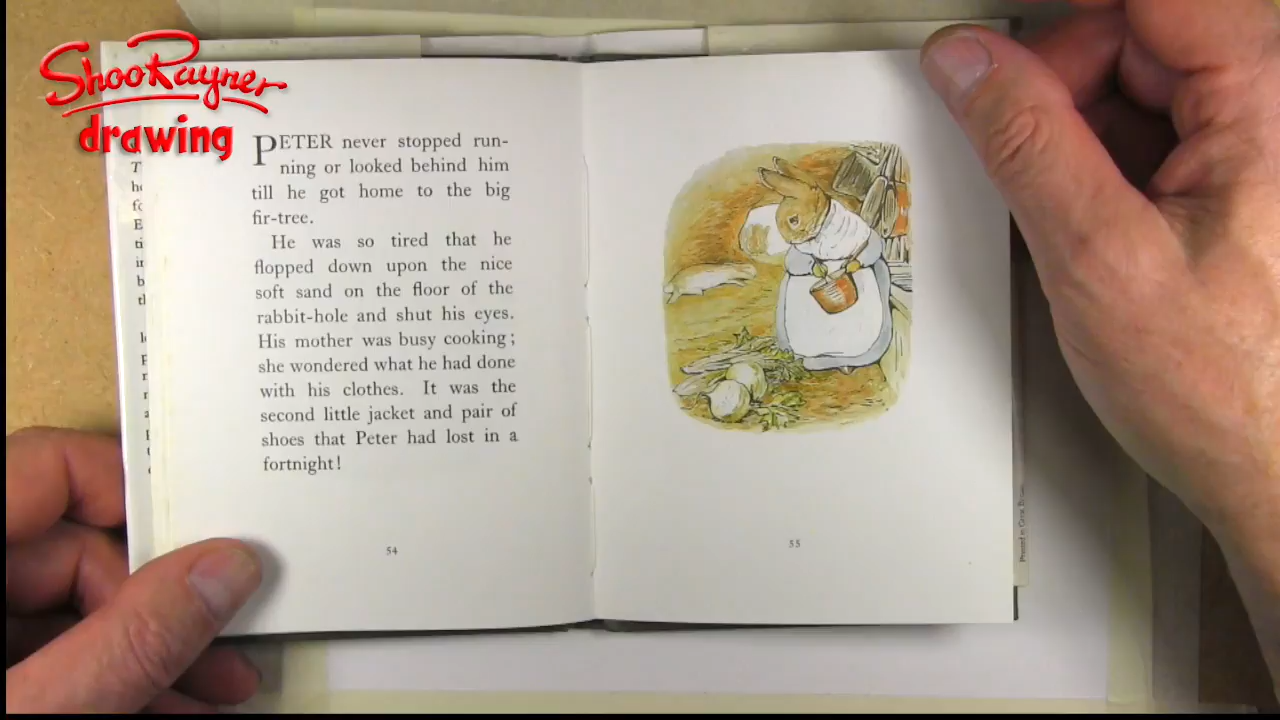 ShooRayner
drawing
PETER never stopped run-
ning or looked behind him
till he got home to the big
fir-tree.
He was so tired that he
flopped down upon the nice
soft sand on the floor of the
rabbit-hole and shut his eyes.
His mother was busy cooking;
she wondered what he had done
with his clothes. It was the
second little jacket and pair of
shoes that Peter had lost in a
fortnight!
54
55